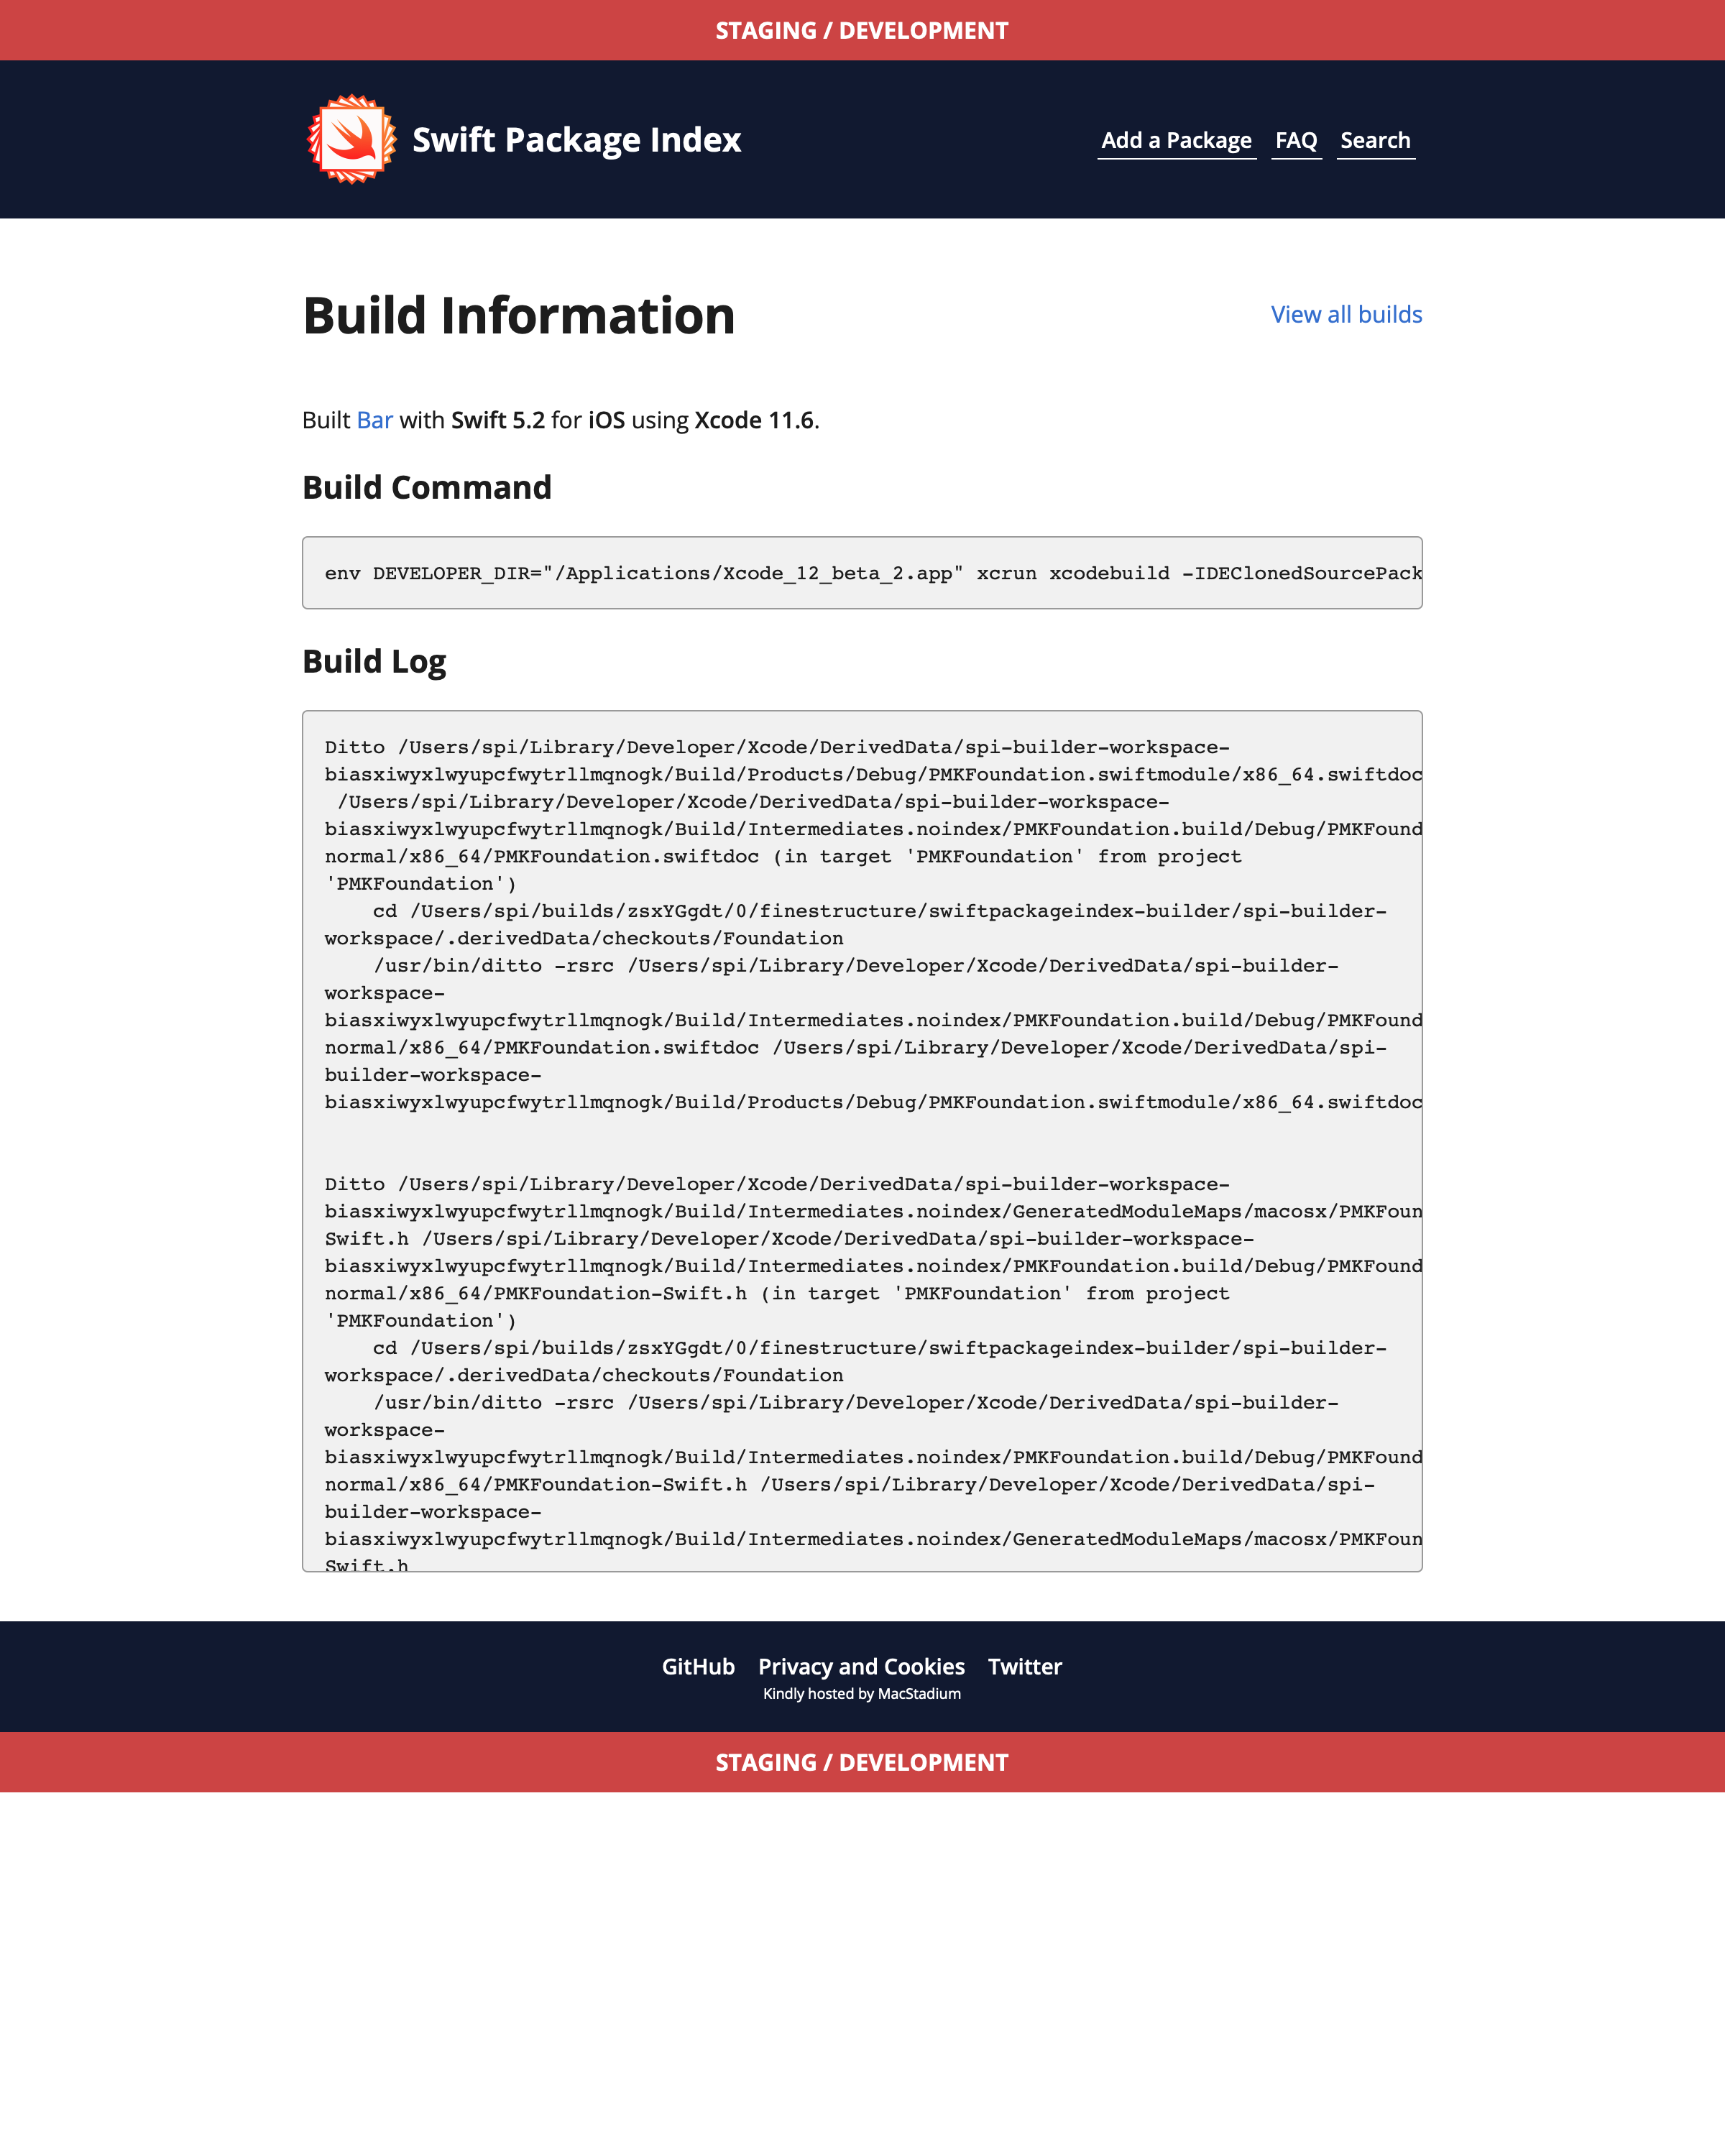 STAGING / DEVELOPMENT
Swift Package Index
Add a Package FAQ Search
Build Information
View all builds
Built Bar with Swift 5.2 for iOS using Xcode 11.6.
Build Command
env DEVELOPER_DIR="/Applications/Xcode_12_beta_2.app" xcrun xcodebuild -IDEClonedSourcePack
Build Log
Ditto /Users/spi/Library/Developer/Xcode/DerivedData/spi-builder-workspace-
biasxiwyxlwyupcfwytrllmqnogk/Build/Products/Debug/PMKFoundation.swiftmodule/x86_64.swiftdoc
 /Users/spi/Library/Developer/Xcode/DerivedData/spi-builder-workspace-
biasxiwyxlwyupcfwytrllmqnogk/Build/Intermediates.noindex/PMKFoundation.build/Debug/PMKFound
normal/x86_64/PMKFoundation.swiftdoc (in target 'PMKFoundation' from project
'PMKFoundation')
    cd /Users/spi/builds/zsxYGgdt/0/finestructure/swiftpackageindex-builder/spi-builder-
workspace/.derivedData/checkouts/Foundation
    /usr/bin/ditto -rsrc /Users/spi/Library/Developer/Xcode/DerivedData/spi-builder-
workspace-
biasxiwyxlwyupcfwytrllmqnogk/Build/Intermediates.noindex/PMKFoundation.build/Debug/PMKFound
normal/x86_64/PMKFoundation.swiftdoc /Users/spi/Library/Developer/Xcode/DerivedData/spi-
builder-workspace-
biasxiwyxlwyupcfwytrllmqnogk/Build/Products/Debug/PMKFoundation.swiftmodule/x86_64.swiftdoc
Ditto /Users/spi/Library/Developer/Xcode/DerivedData/spi-builder-workspace-
biasxiwyxlwyupcfwytrllmqnogk/Build/Intermediates.noindex/GeneratedModuleMaps/macosx/PMKFoun
Swift.h /Users/spi/Library/Developer/Xcode/DerivedData/spi-builder-workspace-
biasxiwyxlwyupcfwytrllmqnogk/Build/Intermediates.noindex/PMKFoundation.build/Debug/PMKFound
normal/x86_64/PMKFoundation-Swift.h (in target 'PMKFoundation' from project
'PMKFoundation')
    cd /Users/spi/builds/zsxYGgdt/0/finestructure/swiftpackageindex-builder/spi-builder-
workspace/.derivedData/checkouts/Foundation
    /usr/bin/ditto -rsrc /Users/spi/Library/Developer/Xcode/DerivedData/spi-builder-
workspace-
biasxiwyxlwyupcfwytrllmqnogk/Build/Intermediates.noindex/PMKFoundation.build/Debug/PMKFound
normal/x86_64/PMKFoundation-Swift.h /Users/spi/Library/Developer/Xcode/DerivedData/spi-
builder-workspace-
biasxiwyxlwyupcfwytrllmqnogk/Build/Intermediates.noindex/GeneratedModuleMaps/macosx/PMKFoun
Swift.h
GitHub Privacy and Cookies Twitter
Kindly hosted by MacStadium
STAGING / DEVELOPMENT